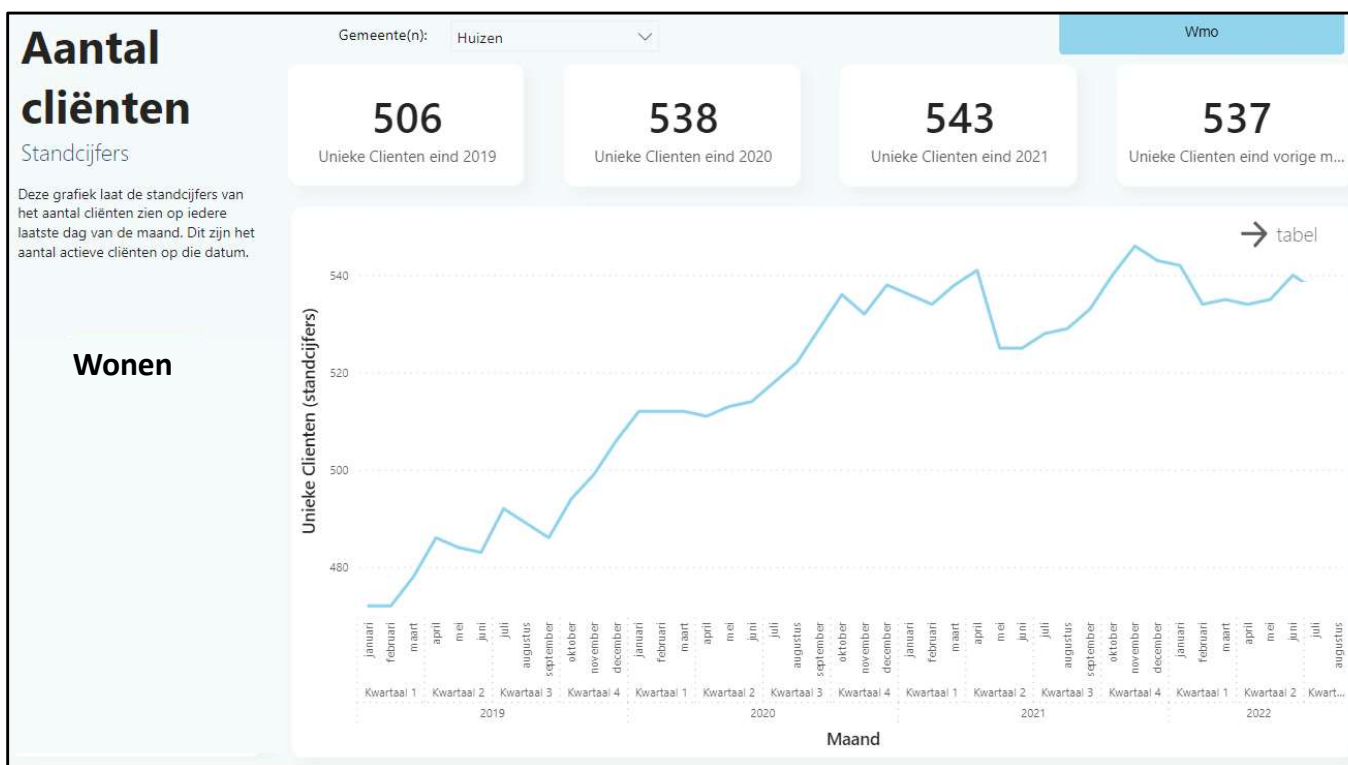 Aantal
cliënten
Standcijfers
Deze grafiek laat de standcijfers van
het aantal cliënten zien op iedere
laatste dag van de maand. Dit zijn het
aantal actieve cliënten op die datum.
Wonen
Gemeente(n): Huizen
Wmo
506
Unieke Clienten eind 2019
538
Unieke Clienten eind 2020
543
Unieke Clienten eind 2021
537
Unieke Clienten eind vorige m...
tabel
Unieke Clienten (standcijfers)
540
520
500
480
januari februari maart april mei juni juli augustus september oktober november december januari februari maart april mei juni juli augustus september oktober november december januari februari maart april mei juni juli augustus september oktober november december januari februari maart april mei juni juli augustus
Kwartaal 1 Kwartaal 2 Kwartaal 3 Kwartaal 4 Kwartaal 1 Kwartaal 2 Kwartaal 3 Kwartaal 4 Kwartaal 1 Kwartaal 2 Kwartaal 3 Kwartaal 4 Kwartaal 1 Kwartaal 2 Kwart...
2019 2020 2021 2022
Maand